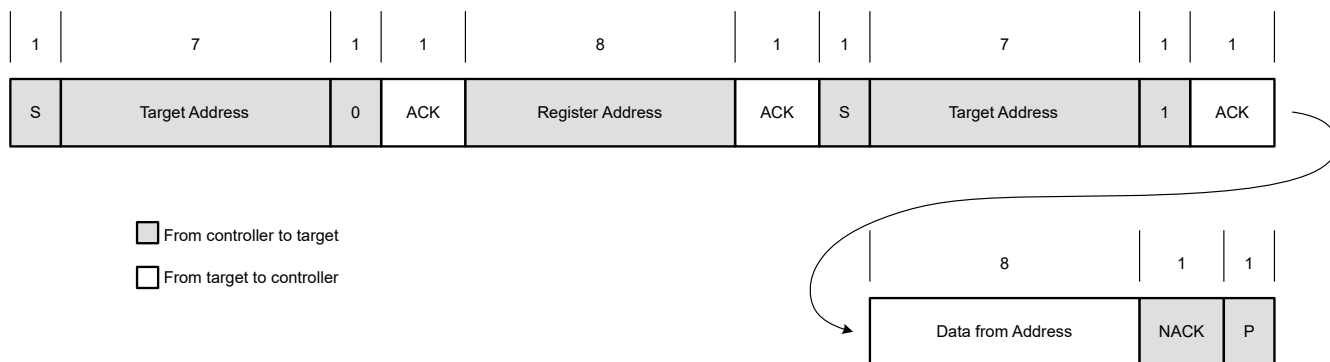 1 7 1 1 8 1 1 7 1 1
S Target Address 0 ACK Register Address ACK S Target Address 1 ACK
From controller to target
From target to controller
8 1 1
Data from Address NACK P